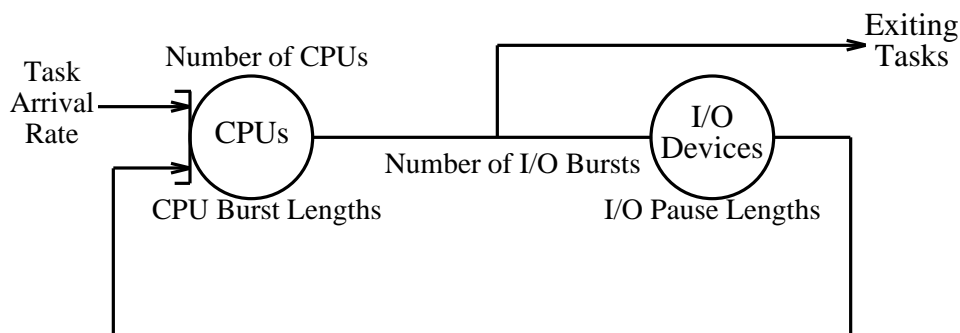 Exiting
Tasks
Number of CPUs
Task
Arrival
Rate
CPUs
I/O
Devices
Number of I/O Bursts
CPU Burst Lengths
I/O Pause Lengths